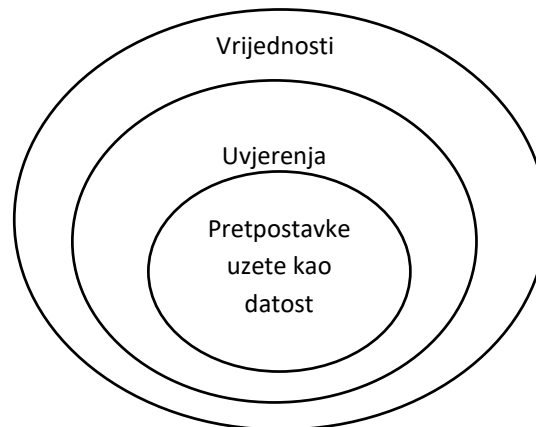 Vrijednosti
Uvjerenja
Pretpostavke
uzete kao
datost